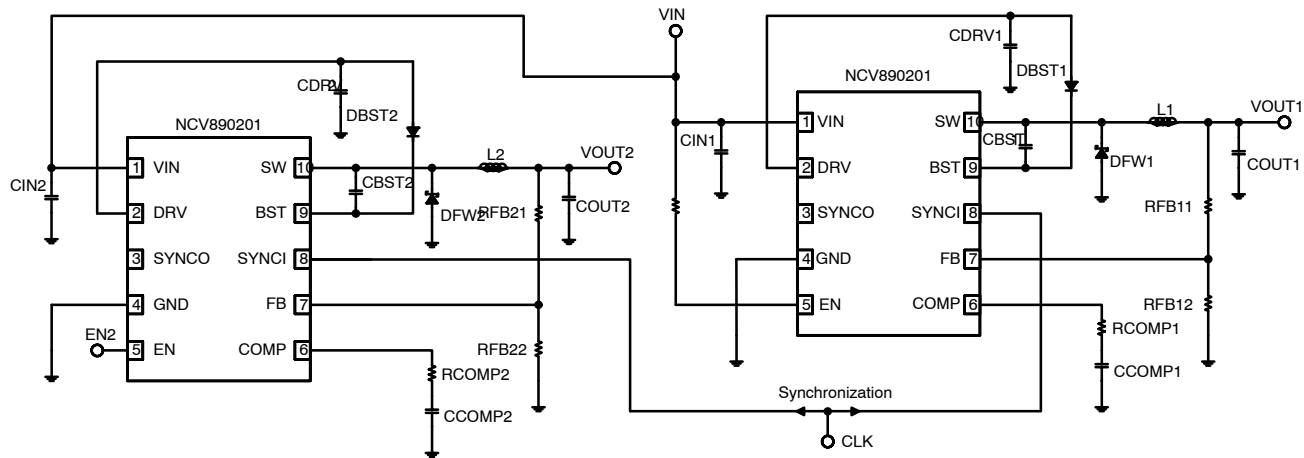 VIN
NCV890201
CDRV2
DBST2
1 VIN
2 DRV
3 SYNCO
4 GND
5 EN
SW 10
BST 9
SYNCI 8
FB 7
COMP 6
CIN2
EN2
CBST2
DFW2
L2
VOUT2
RFB21
COUT2
RFB22
RCOMP2
CCOMP2
CDRV1
DBST1
NCV890201
1 VIN
2 DRV
3 SYNCO
4 GND
5 EN
SW 10
BST 9
SYNCI 8
FB 7
COMP 6
CIN1
CBST1
DFW1
L1
VOUT1
COUT1
RFB11
RFB12
RCOMP1
CCOMP1
Synchronization
CLK